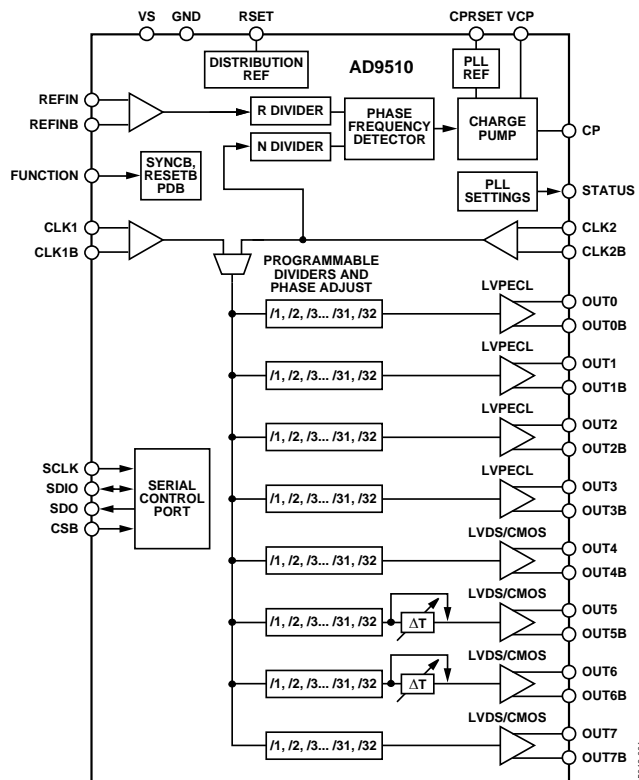 VS
GND
RSET
CPRSET
VCP
DISTRIBUTION
REF
AD9510
PLL
REF
REFIN
REFINB
R DIVIDER
N DIVIDER
PHASE
FREQUENCY
DETECTOR
CHARGE
PUMP
CP
FUNCTION
SYNCB,
RESETB
PDB
PLL
SETTINGS
STATUS
CLK1
CLK1B
CLK2
CLK2B
PROGRAMMABLE
DIVIDERS AND
PHASE ADJUST
LVPECL
/1, /2, /3... /31, /32
OUT0
OUT0B
LVPECL
/1, /2, /3... /31, /32
OUT1
OUT1B
LVPECL
/1, /2, /3... /31, /32
OUT2
OUT2B
LVPECL
/1, /2, /3... /31, /32
OUT3
OUT3B
SCLK
SDIO
SDO
CSB
SERIAL
CONTROL
PORT
LVDS/CMOS
/1, /2, /3... /31, /32
OUT4
OUT4B
LVDS/CMOS
/1, /2, /3... /31, /32
ΔT
OUT5
OUT5B
LVDS/CMOS
/1, /2, /3... /31, /32
ΔT
OUT6
OUT6B
LVDS/CMOS
/1, /2, /3... /31, /32
OUT7
OUT7B